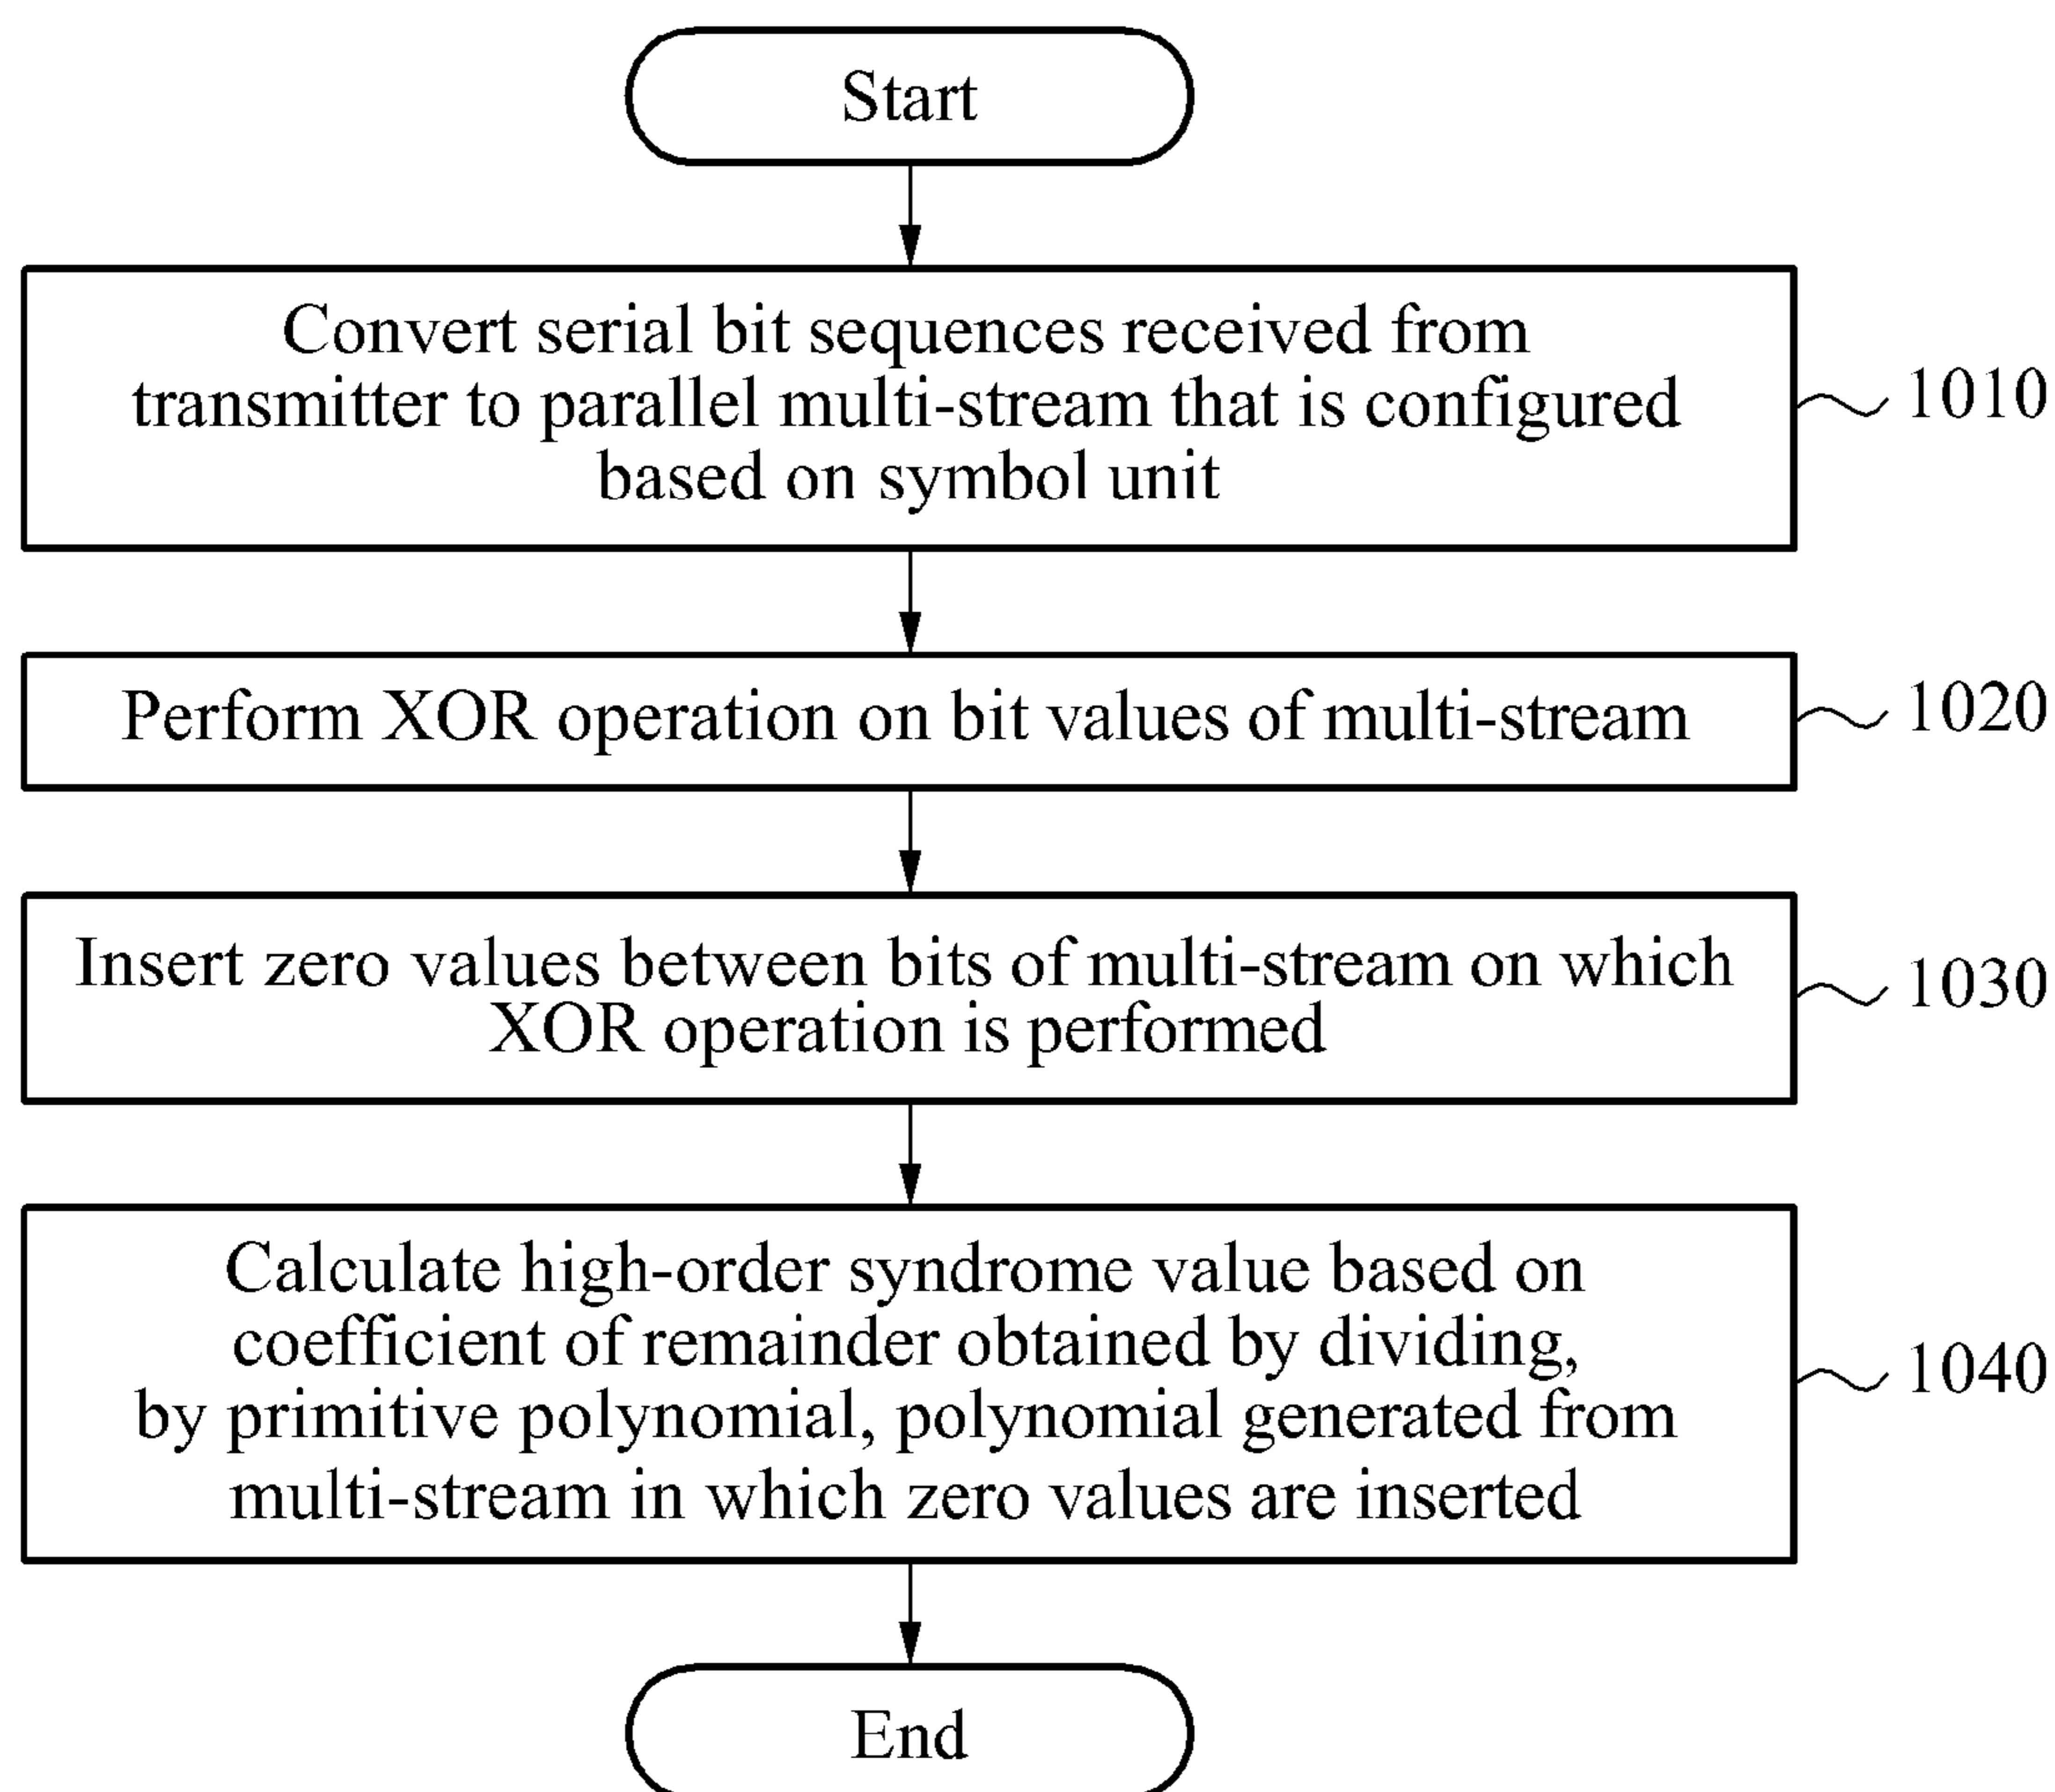 Start
Convert serial bit sequences received from
transmitter to parallel multi-stream that is configured
based on symbol unit
1010
Perform XOR operation on bit values of multi-stream
1020
Insert zero values between bits of multi-stream on which
XOR operation is performed
1030
Calculate high-order syndrome value based on
coefficient of remainder obtained by dividing,
by primitive polynomial, polynomial generated from
multi-stream in which zero values are inserted
1040
End